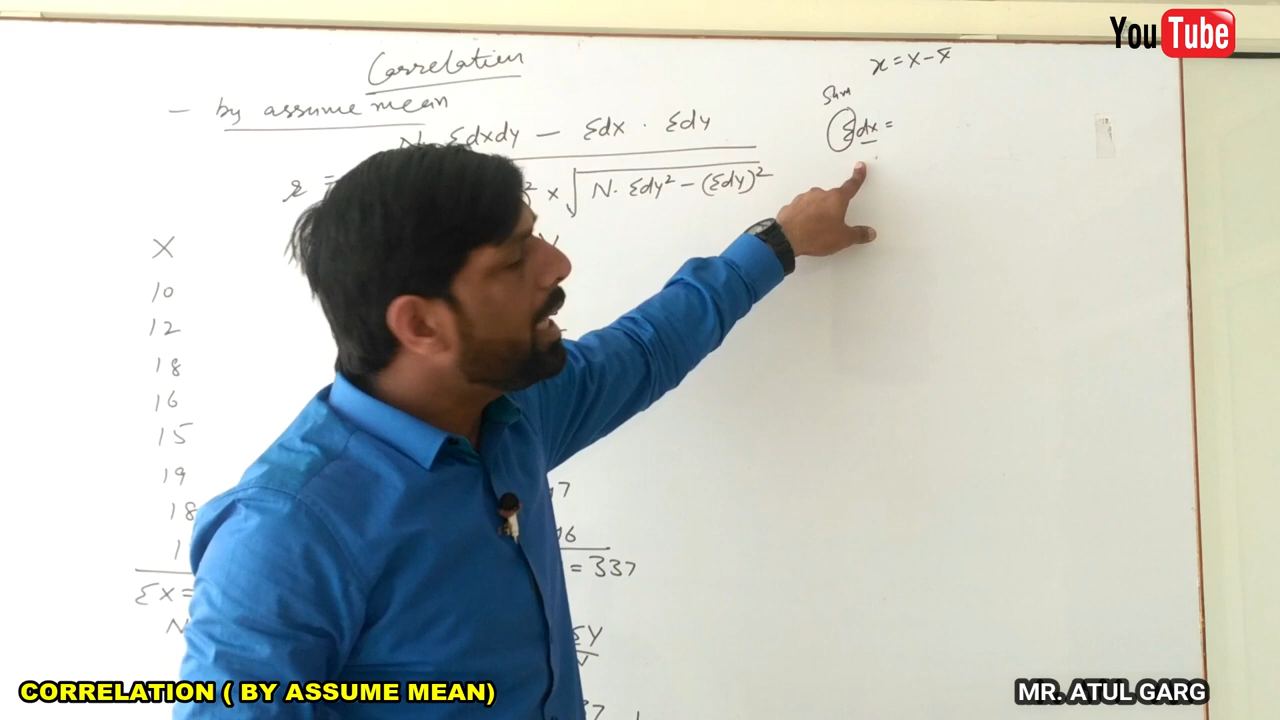 YouTube
Correlation
- by assume mean
x = X - x̄
Sum
Σdx =
N. Σdxdy - Σdx . Σdy
r = ² × √N. Σdy² - (Σdy)²
X
10
12
18
16
15
19
18
1
= 337
ΣX =
N
ΣY
N
CORRELATION ( BY ASSUME MEAN)
MR. ATUL GARG